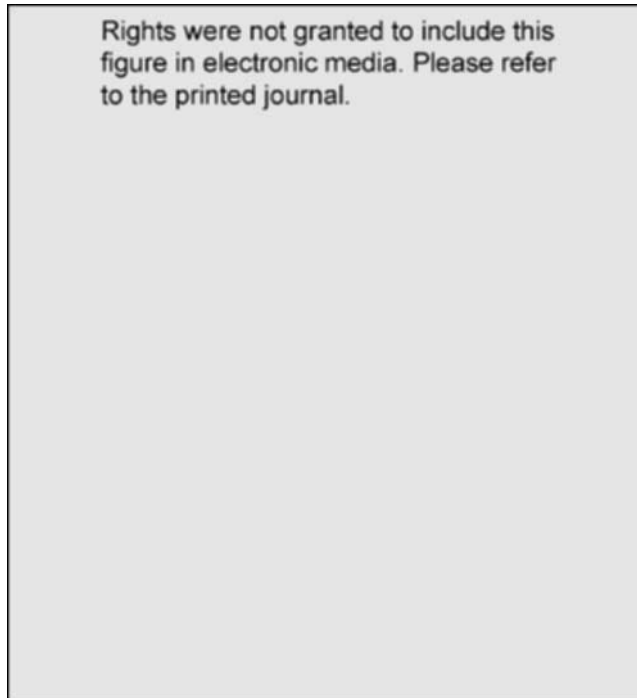 Rights were not granted to include this
figure in electronic media. Please refer
to the printed journal.